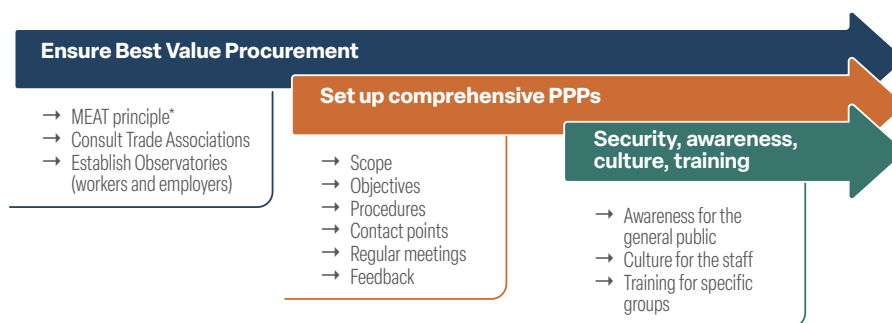 Ensure Best Value Procurement
→ MEAT principle*
→ Consult Trade Associations
→ Establish Observatories
(workers and employers)
Set up comprehensive PPPs
→ Scope
→ Objectives
→ Procedures
→ Contact points
→ Regular meetings
→ Feedback
Security, awareness,
culture, training
→ Awareness for the
general public
→ Culture for the staff
→ Training for specific
groups